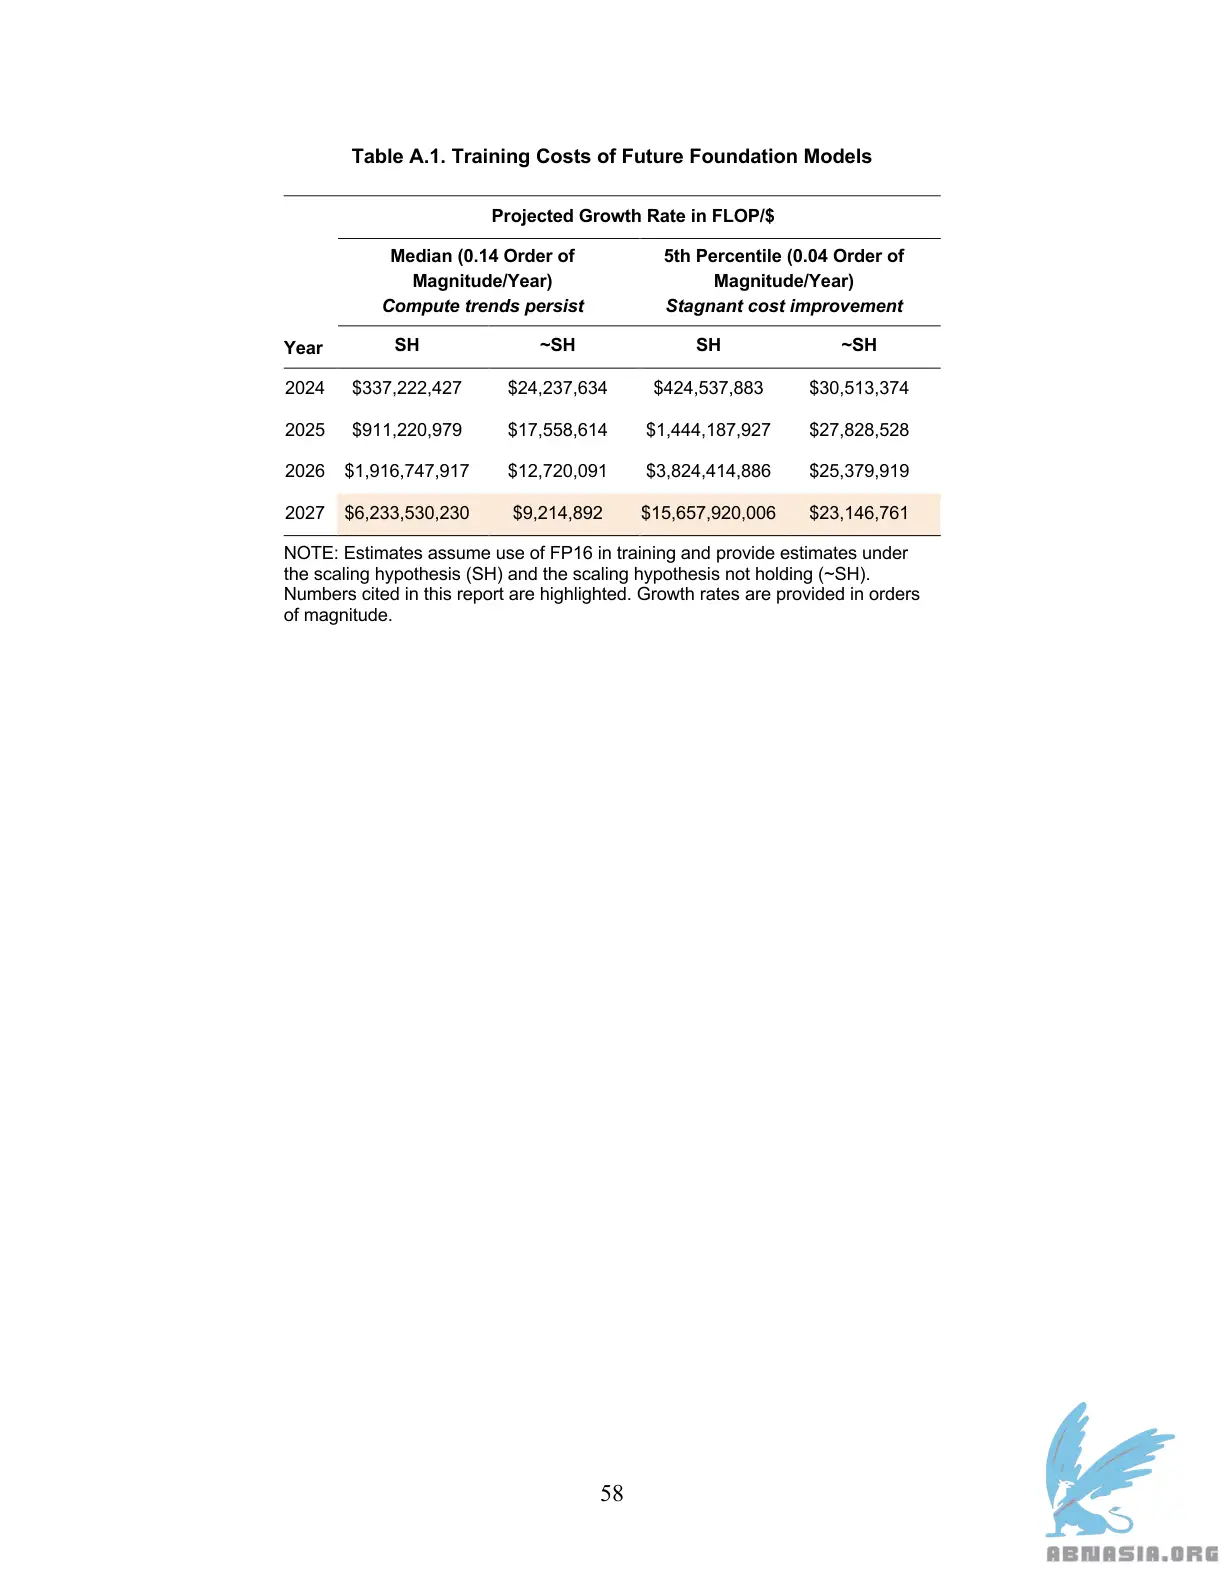 Table A.1. Training Costs of Future Foundation Models
Projected Growth Rate in FLOP/$
Median (0.14 Order of Magnitude/Year) Compute trends persist
5th Percentile (0.04 Order of Magnitude/Year) Stagnant cost improvement
Year SH ~SH SH ~SH
2024 $337,222,427 $24,237,634 $424,537,883 $30,513,374
2025 $911,220,979 $17,558,614 $1,444,187,927 $27,828,528
2026 $1,916,747,917 $12,720,091 $3,824,414,886 $25,379,919
2027 $6,233,530,230 $9,214,892 $15,657,920,006 $23,146,761
NOTE: Estimates assume use of FP16 in training and provide estimates under
the scaling hypothesis (SH) and the scaling hypothesis not holding (~SH).
Numbers cited in this report are highlighted. Growth rates are provided in orders
of magnitude.
58
ABNASIA.ORG